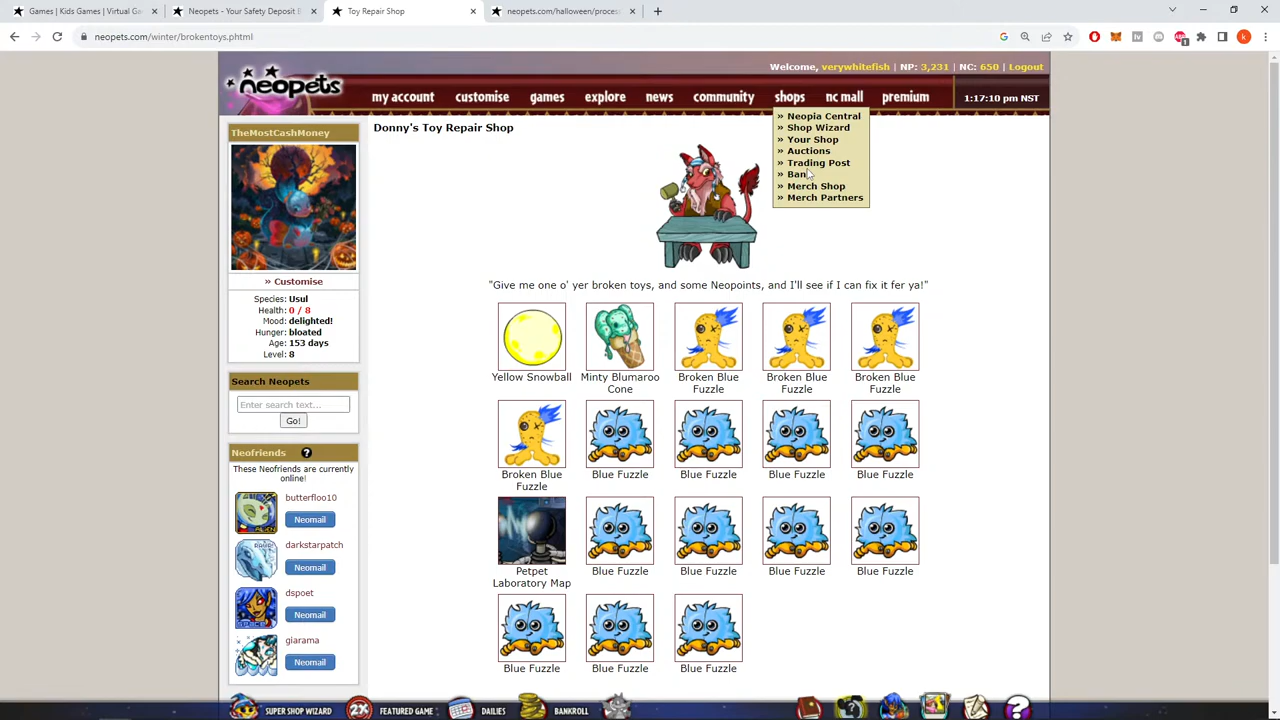 Games | Kids Games | Virtual Ga
Neopets - Your Safety Deposit B
Toy Repair Shop
neopets.com/halloween/proces
neopets.com/winter/brokentoys.phtml
neopets
Welcome, verywhitefish | NP: 3,231 | NC: 650 | Logout
my account customise games explore news community shops nc mall premium 1:17:10 pm NST
» Neopia Central
» Shop Wizard
» Your Shop
» Auctions
» Trading Post
» Bank
» Merch Shop
» Merch Partners
TheMostCashMoney
» Customise
Species: Usul
Health: 0 / 8
Mood: delighted!
Hunger: bloated
Age: 153 days
Level: 8
Search Neopets
Enter search text...
Go!
Neofriends ?
These Neofriends are currently
online!
butterfloo10
Neomail
darkstarpatch
Neomail
dspoet
Neomail
giarama
Neomail
Donny's Toy Repair Shop
"Give me one o' yer broken toys, and some Neopoints, and I'll see if I can fix it fer ya!"
Yellow Snowball
Minty Blumaroo
Cone
Broken Blue
Fuzzle
Broken Blue
Fuzzle
Broken Blue
Fuzzle
Broken Blue
Fuzzle
Blue Fuzzle
Blue Fuzzle
Blue Fuzzle
Blue Fuzzle
Petpet
Laboratory Map
Blue Fuzzle
Blue Fuzzle
Blue Fuzzle
Blue Fuzzle
Blue Fuzzle
Blue Fuzzle
Blue Fuzzle
SUPER SHOP WIZARD
2X FEATURED GAME
DAILIES
BANKROLL